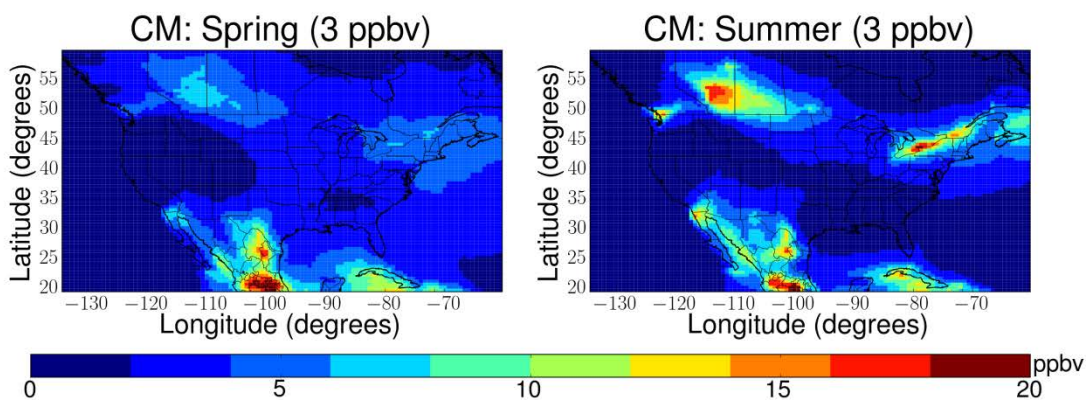 CM: Spring (3 ppbv) CM: Summer (3 ppbv)
Latitude (degrees) Latitude (degrees)
55 55
50 50
45 45
40 40
35 35
30 30
25 25
20 20
−130 −120 −110 −100 −90 −80 −70 −130 −120 −110 −100 −90 −80 −70
Longitude (degrees) Longitude (degrees)
ppbv
0 5 10 15 20